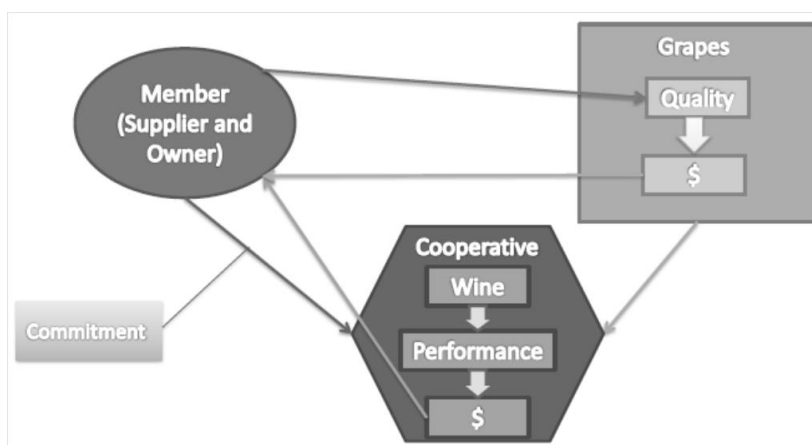 Member
(Supplier and
Owner)
Grapes
Quality
$
Cooperative
Wine
Performance
$
Commitment